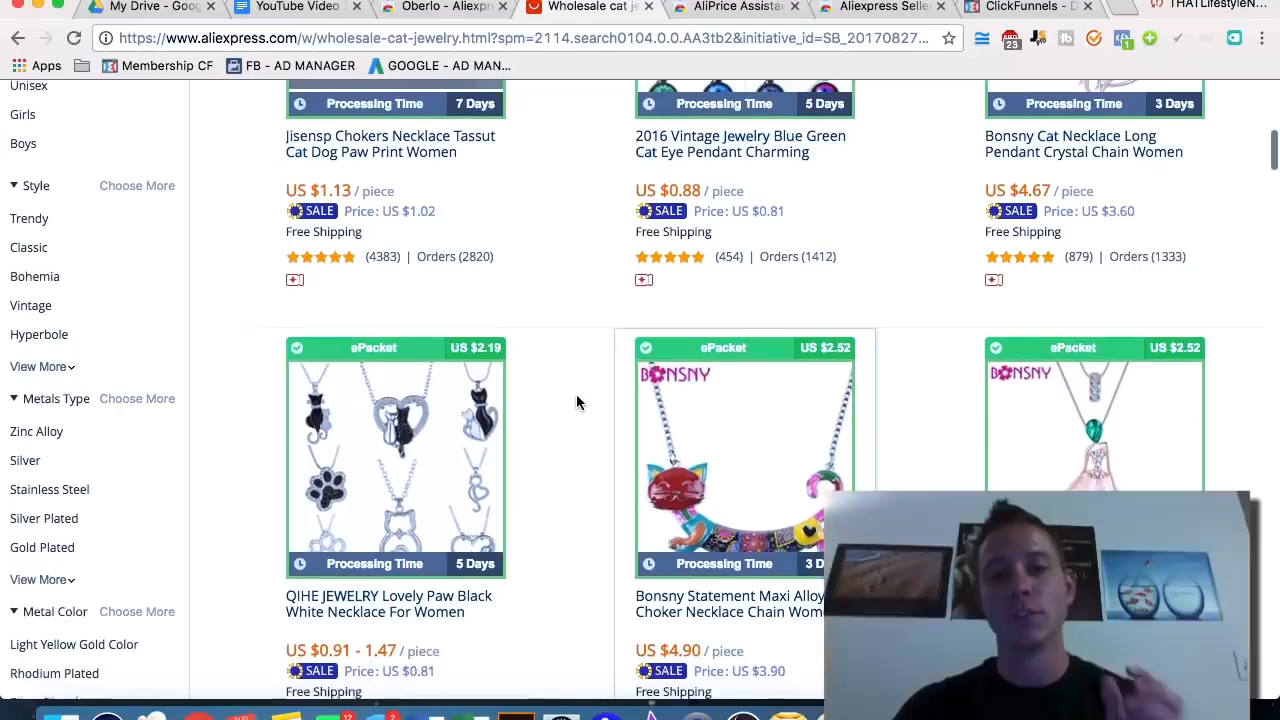 My Drive - Goog
YouTube Video T
Oberlo - Aliexpr
Wholesale cat je
AliPrice Assistan
Aliexpress Selle
ClickFunnels - D
THATLifestyleN...
https://www.aliexpress.com/w/wholesale-cat-jewelry.html?spm=2114.search0104.0.0.AA3tb2&initiative_id=SB_20170827...
23
Apps
Membership CF
FB - AD MANAGER
GOOGLE - AD MAN...
Unisex
Girls
Boys
Style Choose More
Trendy
Classic
Bohemia
Vintage
Hyperbole
View More
Metals Type Choose More
Zinc Alloy
Silver
Stainless Steel
Silver Plated
Gold Plated
View More
Metal Color Choose More
Light Yellow Gold Color
Rhodium Plated
Processing Time 7 Days
Jisensp Chokers Necklace Tassut
Cat Dog Paw Print Women
US $1.13 / piece
SALE Price: US $1.02
Free Shipping
(4383) | Orders (2820)
Processing Time 5 Days
2016 Vintage Jewelry Blue Green
Cat Eye Pendant Charming
US $0.88 / piece
SALE Price: US $0.81
Free Shipping
(454) | Orders (1412)
Processing Time 3 Days
Bonsny Cat Necklace Long
Pendant Crystal Chain Women
US $4.67 / piece
SALE Price: US $3.60
Free Shipping
(879) | Orders (1333)
ePacket US $2.19
Processing Time 5 Days
QIHE JEWELRY Lovely Paw Black
White Necklace For Women
US $0.91 - 1.47 / piece
SALE Price: US $0.81
Free Shipping
ePacket US $2.52
BONSNY
Processing Time 3 D
Bonsny Statement Maxi Alloy
Choker Necklace Chain Wom
US $4.90 / piece
SALE Price: US $3.90
Free Shipping
ePacket US $2.52
BONSNY